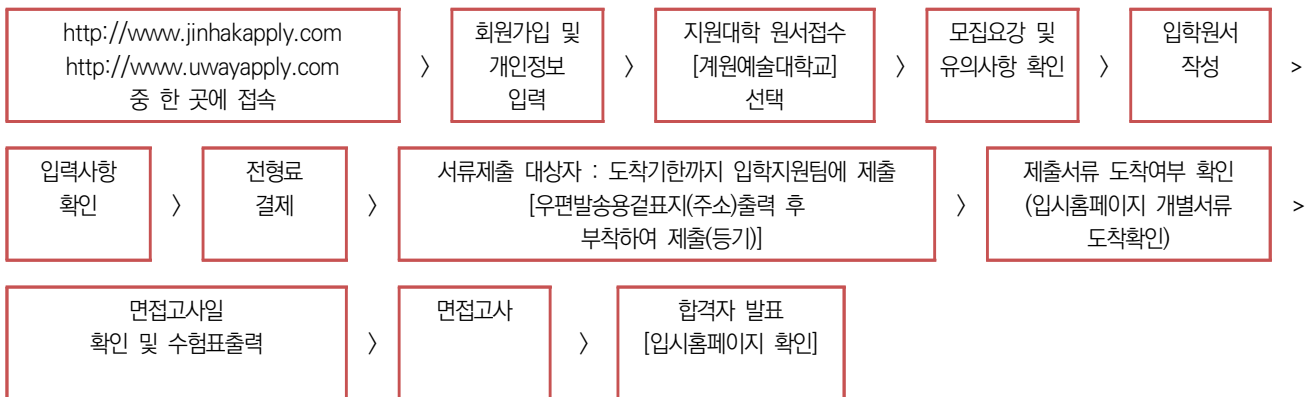 http://www.jinhakapply.com
http://www.uwayapply.com
중 한 곳에 접속
〉
회원가입 및
개인정보
입력
〉
지원대학 원서접수
[계원예술대학교]
선택
〉
모집요강 및
유의사항 확인
〉
입학원서
작성
>
입력사항
확인
〉
전형료
결제
〉
서류제출 대상자 : 도착기한까지 입학지원팀에 제출
[우편발송용겉표지(주소)출력 후
부착하여 제출(등기)]
〉
제출서류 도착여부 확인
(입시홈페이지 개별서류
도착확인)
>
면접고사일
확인 및 수험표출력
〉
면접고사
〉
합격자 발표
[입시홈페이지 확인]